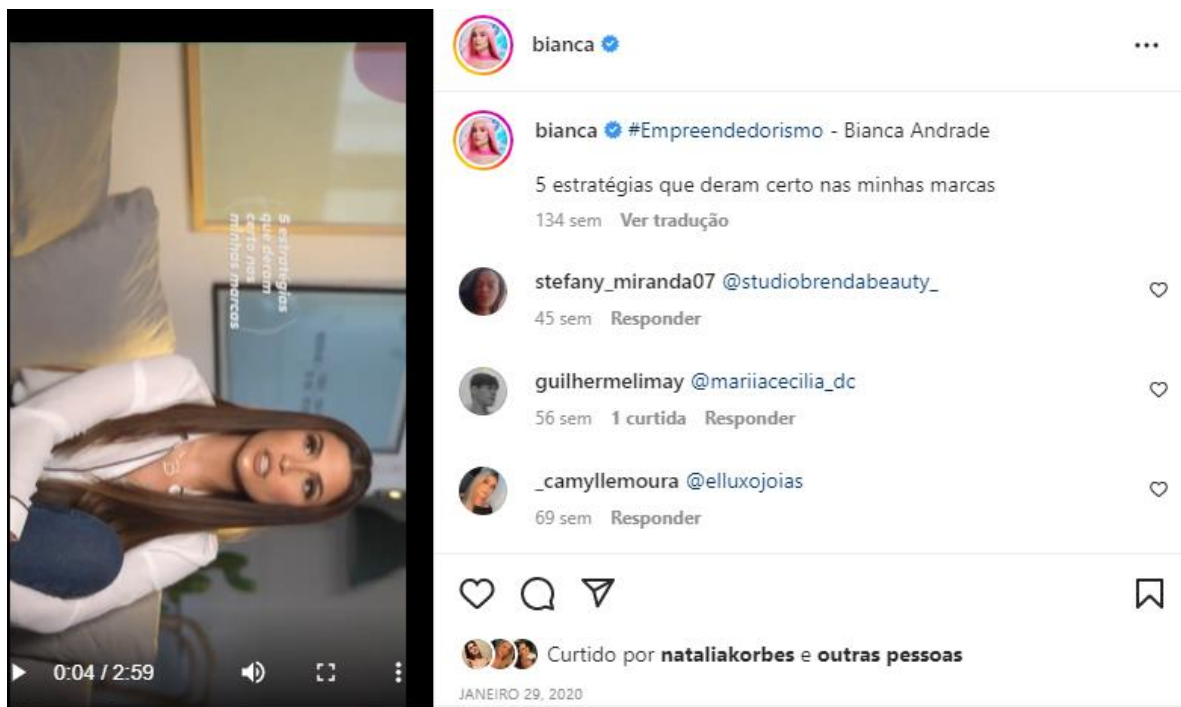 5 estratégias
que deram
certo nas
minhas marcas
0:04 / 2:59
bianca
bianca #Empreendedorismo - Bianca Andrade
5 estratégias que deram certo nas minhas marcas
134 sem Ver tradução
stefany_miranda07 @studiobrendabeauty_
45 sem Responder
guilhermelimay @mariiacecilia_dc
56 sem 1 curtida Responder
_camyllemoura @elluxojoias
69 sem Responder
Curtido por nataliakorbes e outras pessoas
JANEIRO 29, 2020